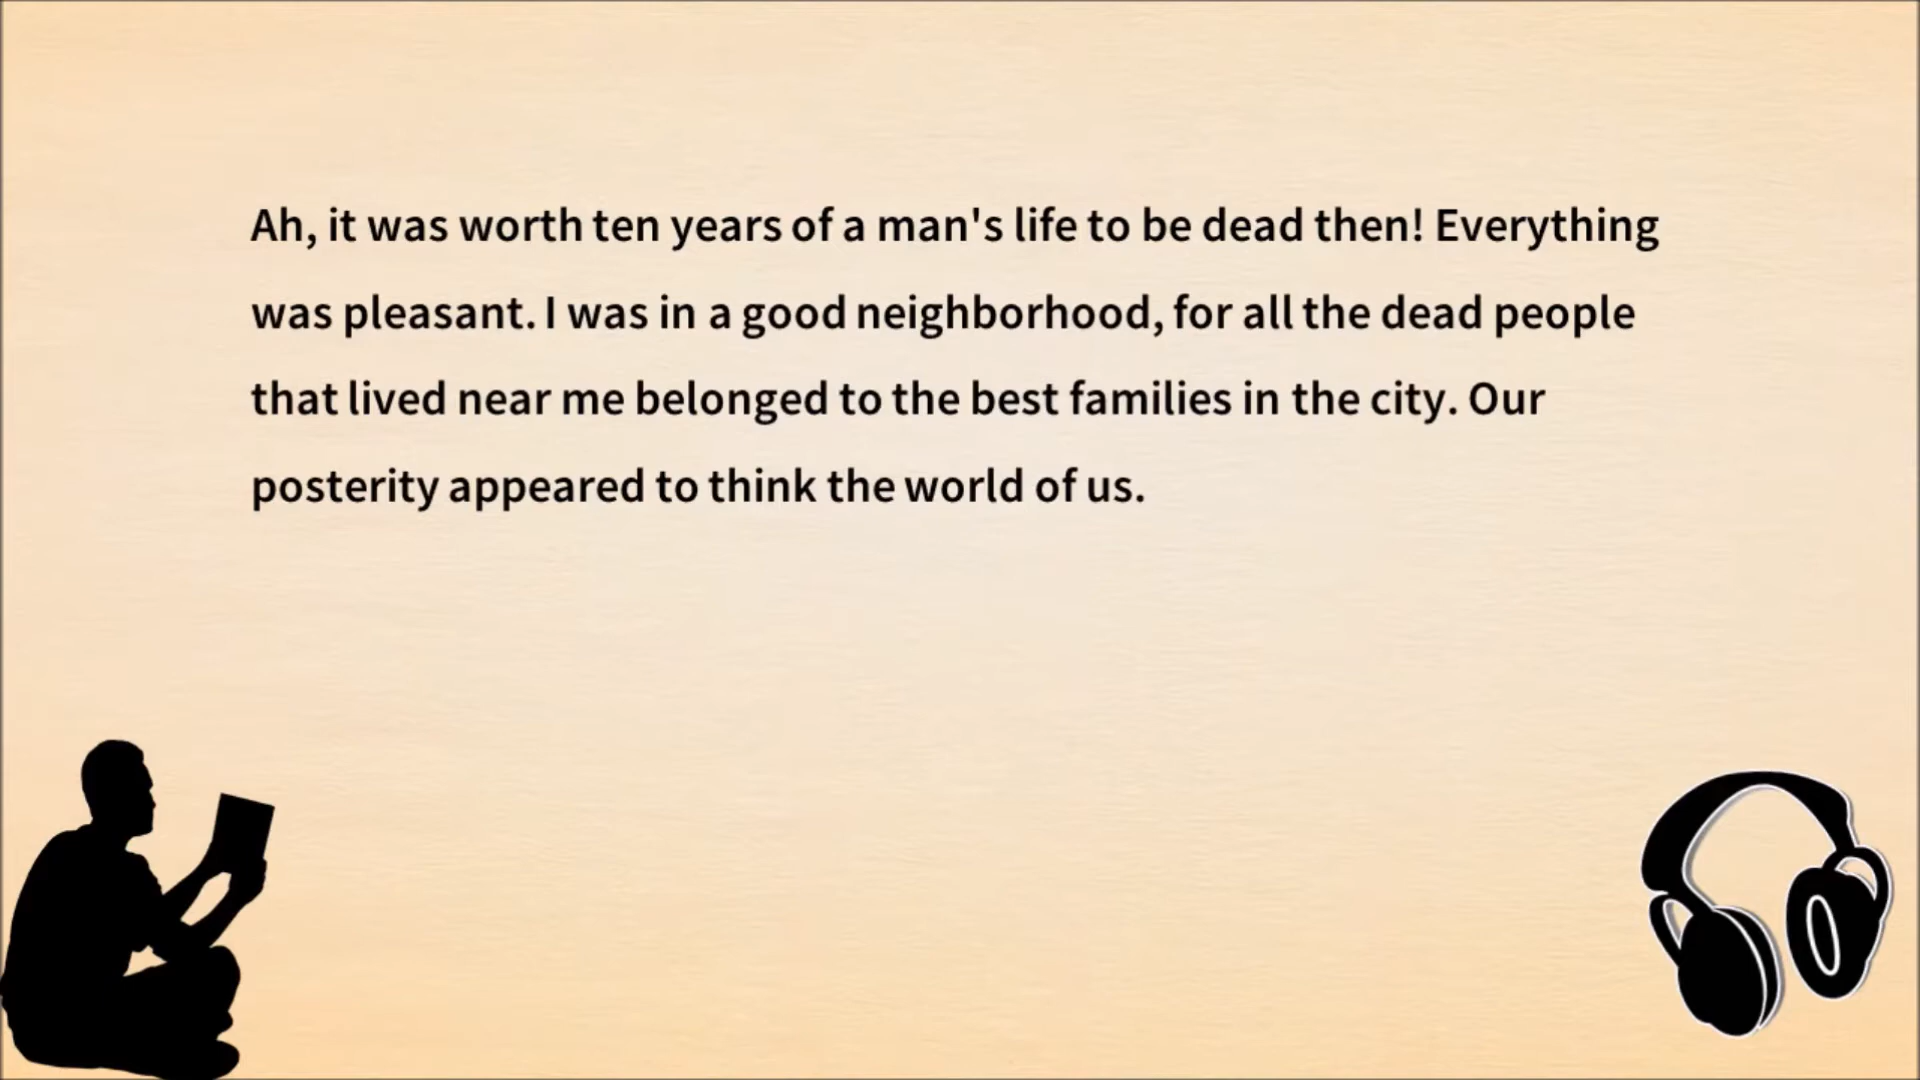 Ah, it was worth ten years of a man's life to be dead then! Everything
was pleasant. I was in a good neighborhood, for all the dead people
that lived near me belonged to the best families in the city. Our
posterity appeared to think the world of us.